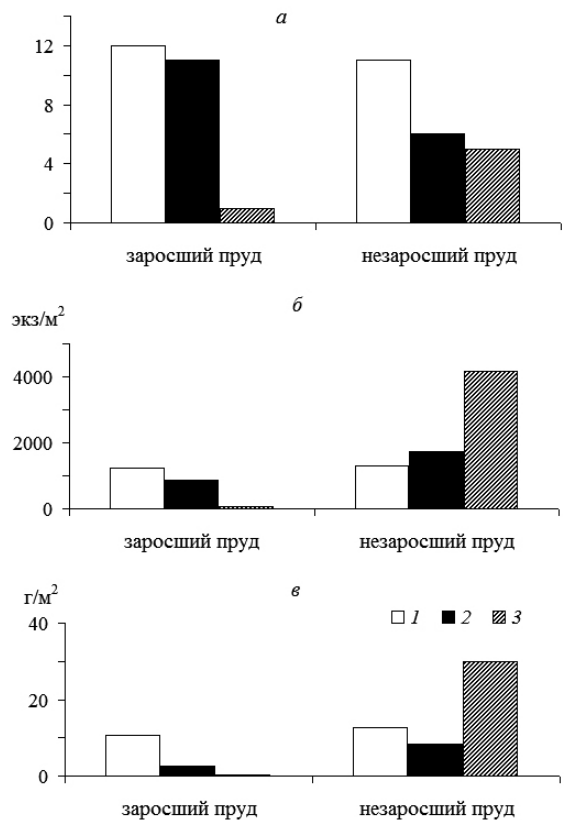 а
12
8
4
0
заросший пруд незаросший пруд
экз/м²
б
4000
2000
0
заросший пруд незаросший пруд
г/м²
в
1 2 3
40
20
0
заросший пруд незаросший пруд